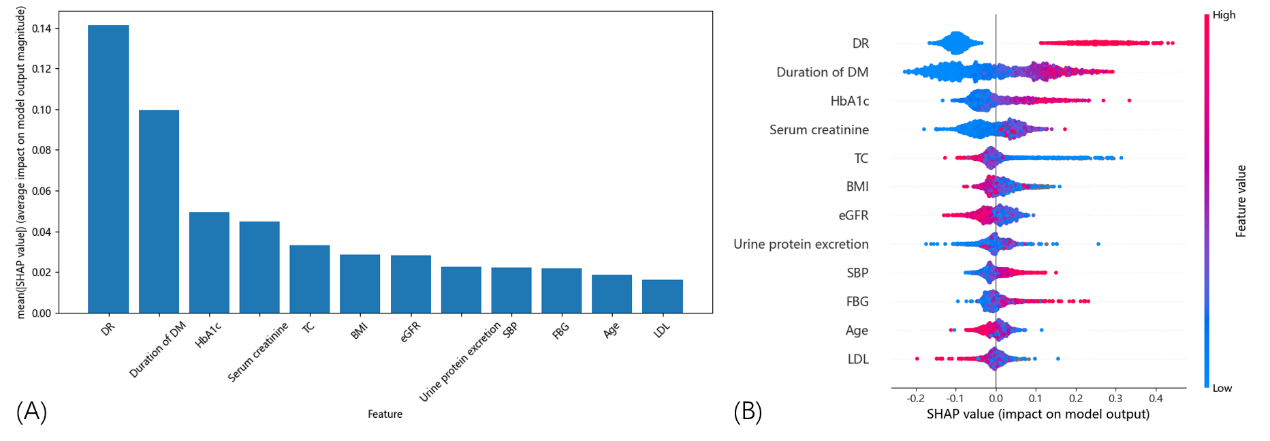 mean(|SHAP value|) (average impact on model output magnitude)
0.14
0.12
0.10
0.08
0.06
0.04
0.02
0.00
DR
Duration of DM
HbA1c
Serum creatinine
TC
BMI
eGFR
Urine protein excretion
SBP
FBG
Age
LDL
Feature
(A)
DR
Duration of DM
HbA1c
Serum creatinine
TC
BMI
eGFR
Urine protein excretion
SBP
FBG
Age
LDL
-0.2 -0.1 0.0 0.1 0.2 0.3 0.4
SHAP value (impact on model output)
High
Feature value
Low
(B)